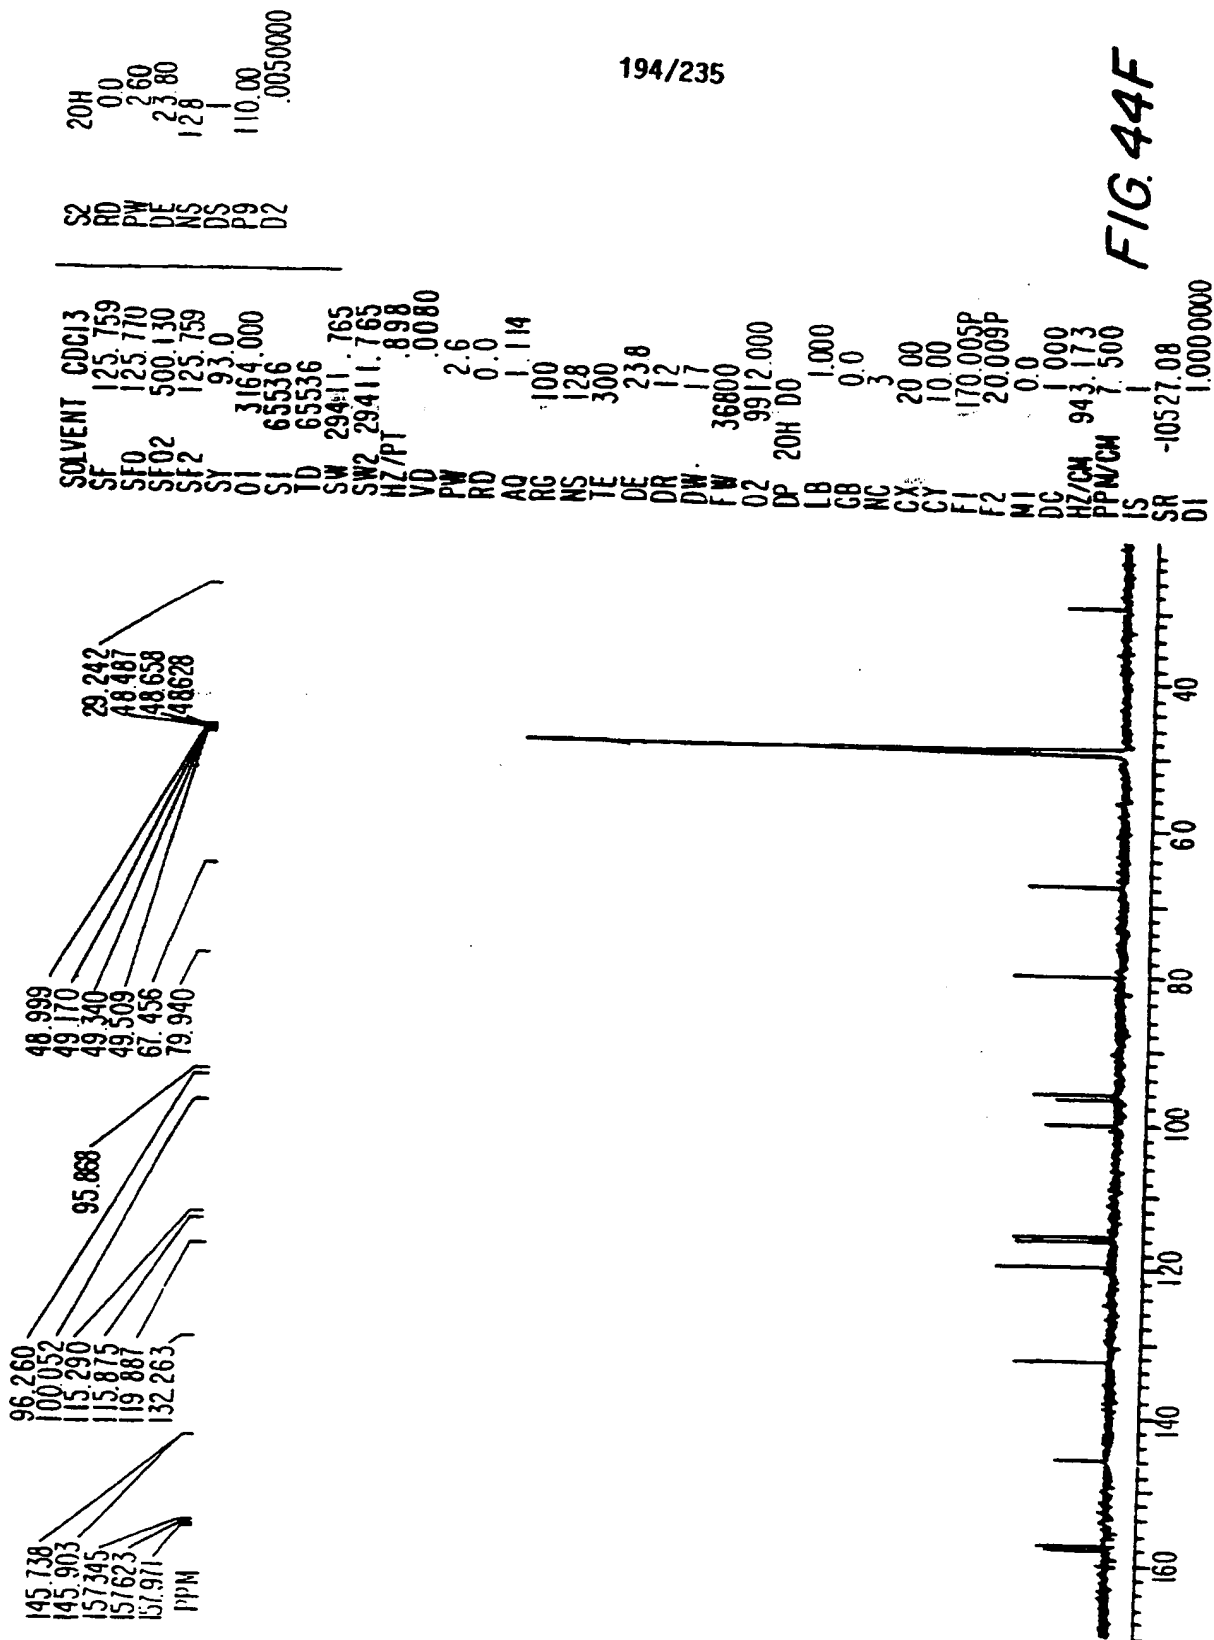 194/235
SOLVENT CDCl3
SF 125.759
SFO 125.770
SFO2 500.130
SF2 125.759
SY 93.0
O1 3164.000
SI 65536
TD 65536
SW 29411.765
SW2 29411.765
HZ/PT .898
VD .0080
PW 2.6
RD 0.0
AQ 1.114
RG 100
NS 128
TE 300
DE 23.8
DR 12
DW 17
FW 36800
O2 9912.000
DP 20H D0
LB 1.000
GB 0.0
NC 3
CX 20.00
CY 10.00
F1 170.005P
F2 20.009P
M1 0.0
DC 1.000
HZ/CM 943.173
PPM/CM 7.500
IS 1
SR -10527.08
D1 1.0000000
S2 20H
RD 0.0
PW 2.60
DE 23.80
NS 128
DS 1
P9 110.00
D2 .0050000
145.738
145.903
157.345
157.623
157.971
PPM
96.260
100.052
115.290
115.875
119.887
132.263
95.868
48.999
49.170
49.340
49.509
67.456
79.940
29.242
48.487
48.658
48.628
160 140 120 100 80 60 40
FIG. 44F